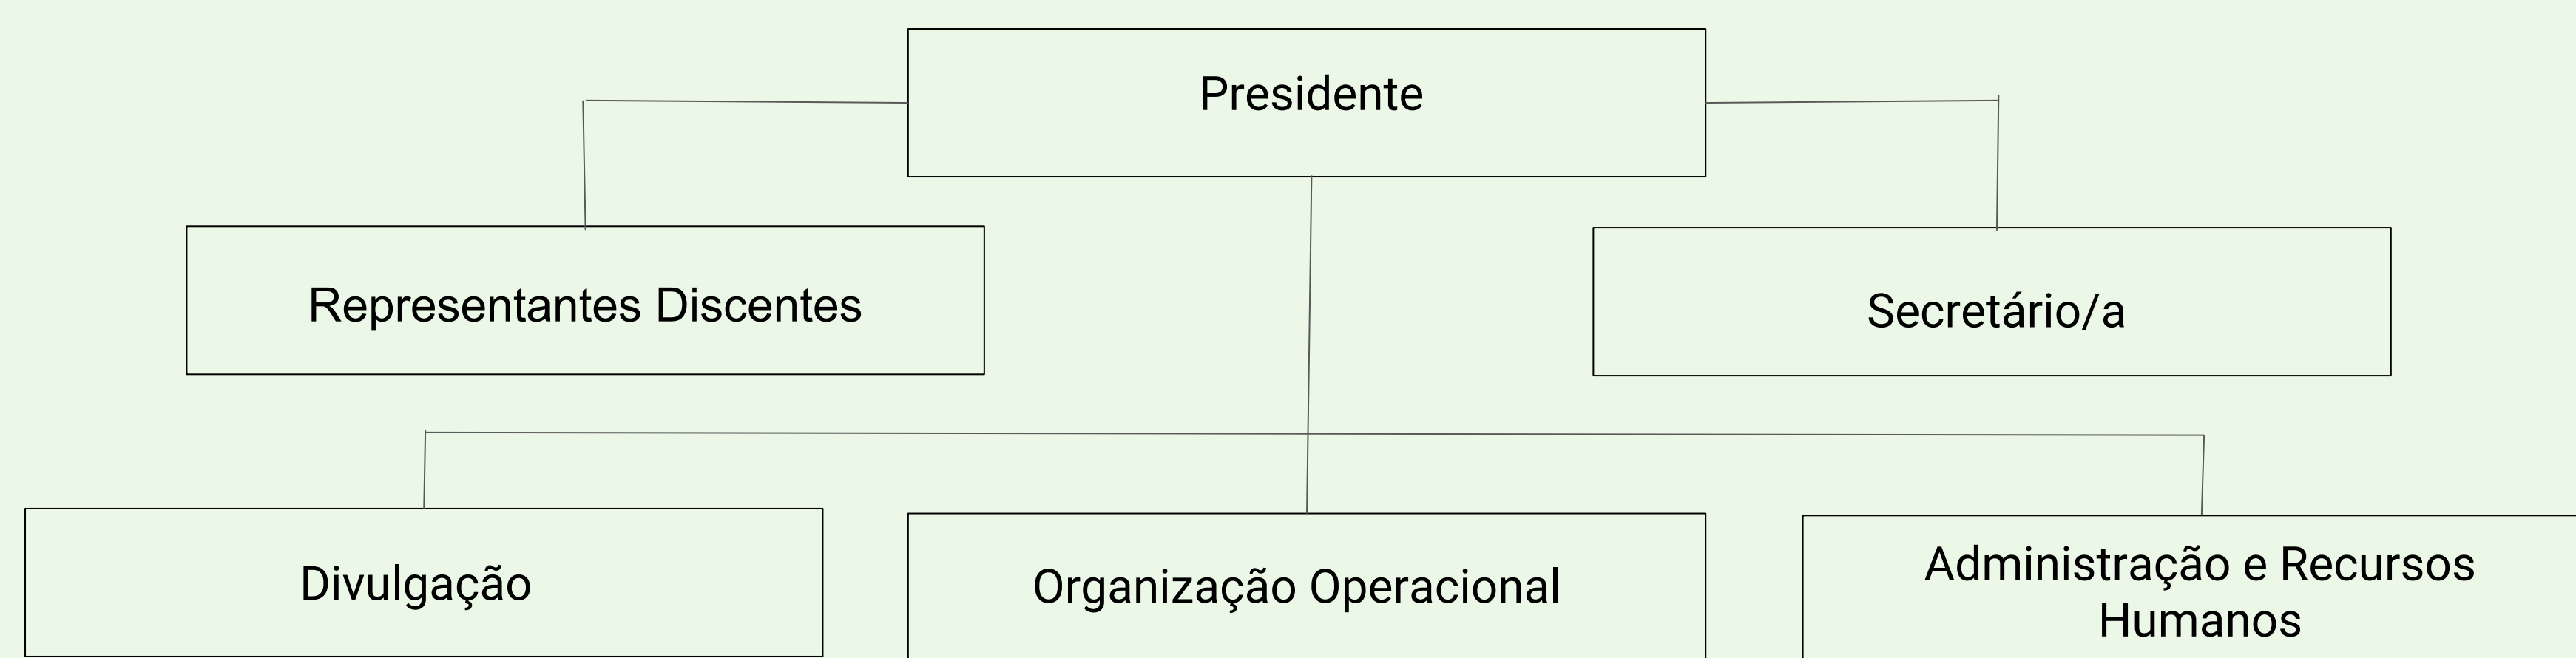 Presidente
Representantes Discentes
Secretário/a
Divulgação
Organização Operacional
Administração e Recursos
Humanos